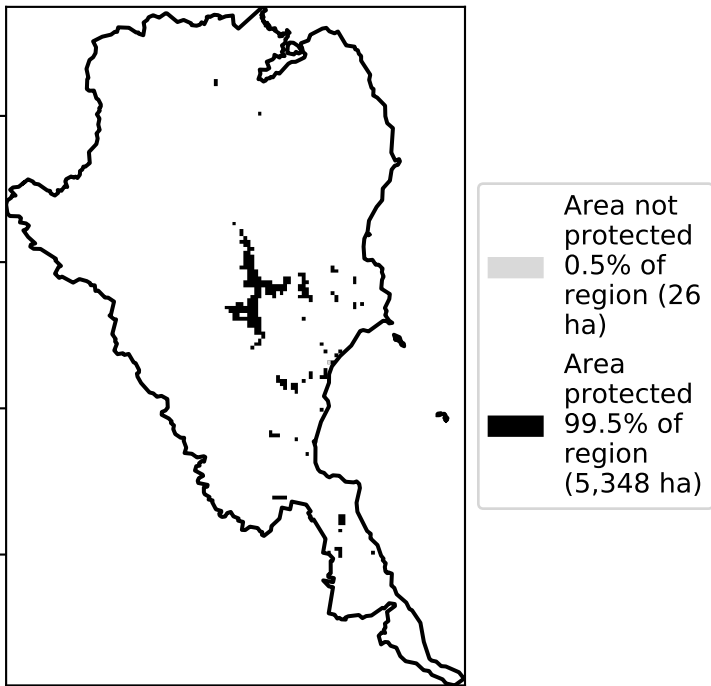 Area not
protected
0.5% of
region (26
ha)
Area
protected
99.5% of
region
(5,348 ha)